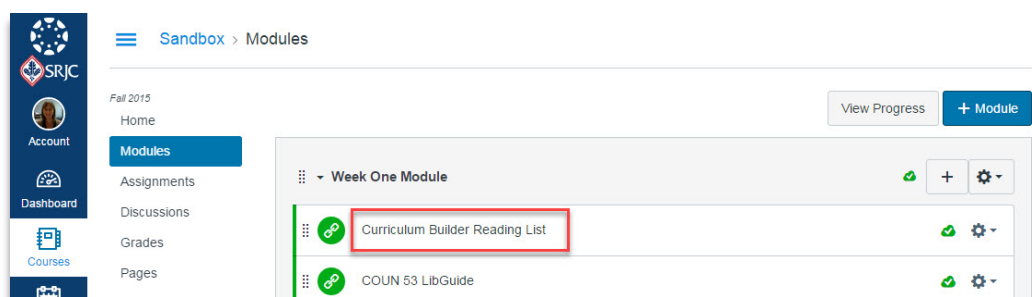 Sandbox > Modules
SRJC
Fall 2015
Home
View Progress
+ Module
Account
Modules
Week One Module
Assignments
Dashboard
Discussions
Curriculum Builder Reading List
Grades
Courses
Pages
COUN 53 LibGuide